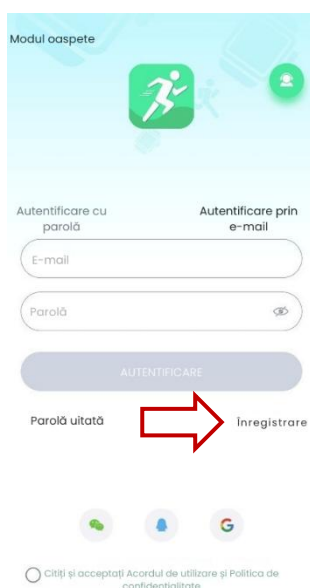 Modul oaspete
Autentificare cu
parolă
Autentificare prin
e-mail
E-mail
Parolă
AUTENTIFICARE
Parolă uitată
Înregistrare
Citiți și acceptați Acordul de utilizare și Politica de
confidențialitate